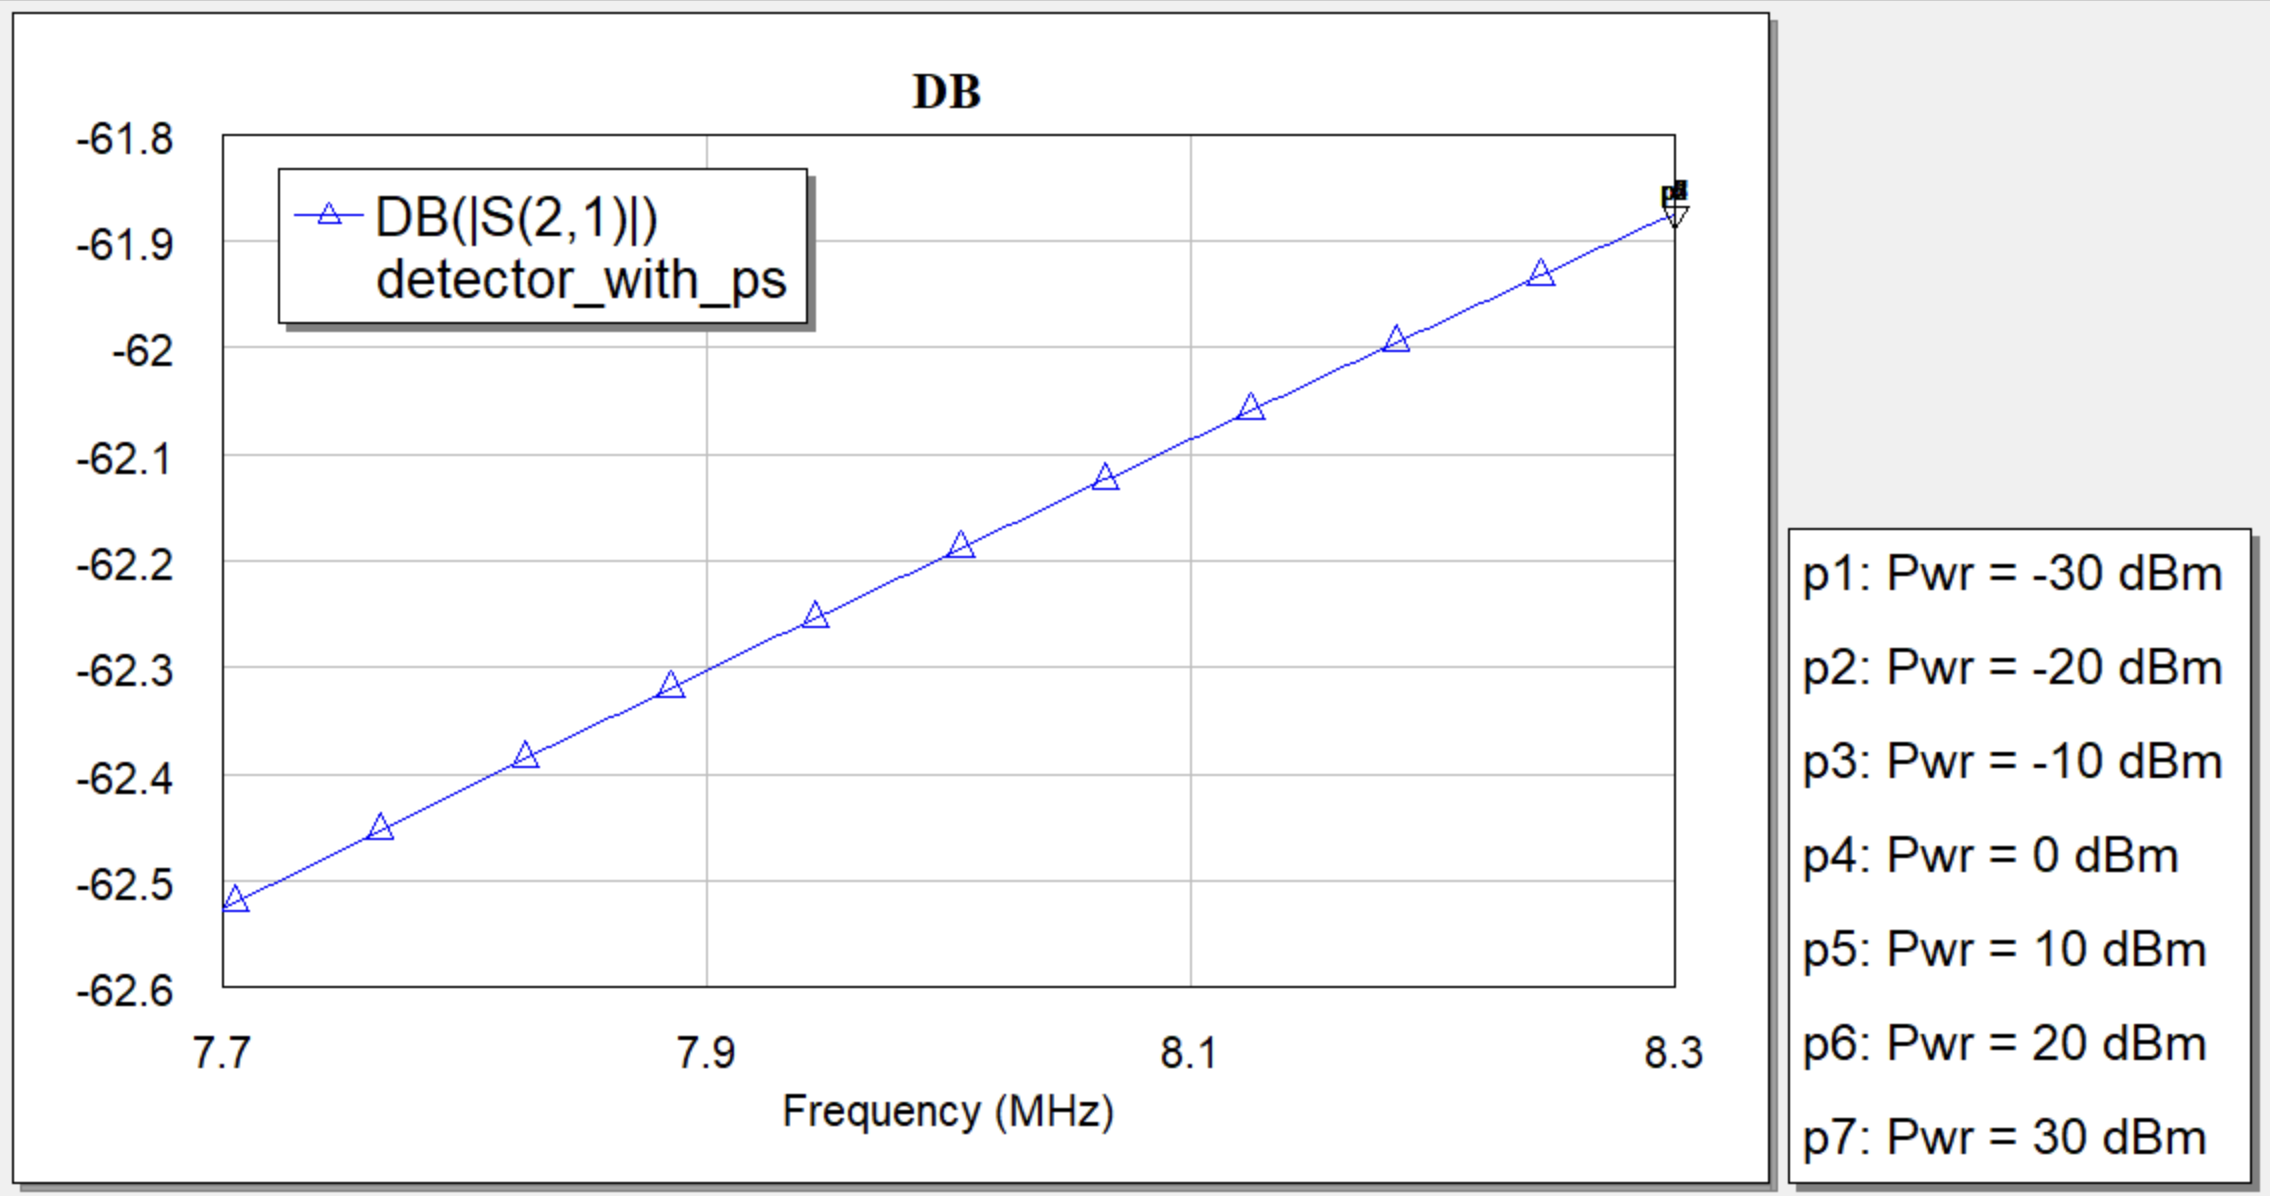 DB
-61.8
-61.9
-62
-62.1
-62.2
-62.3
-62.4
-62.5
-62.6
DB(|S(2,1)|)
detector_with_ps
7.7
7.9
8.1
8.3
Frequency (MHz)
p1: Pwr = -30 dBm
p2: Pwr = -20 dBm
p3: Pwr = -10 dBm
p4: Pwr = 0 dBm
p5: Pwr = 10 dBm
p6: Pwr = 20 dBm
p7: Pwr = 30 dBm